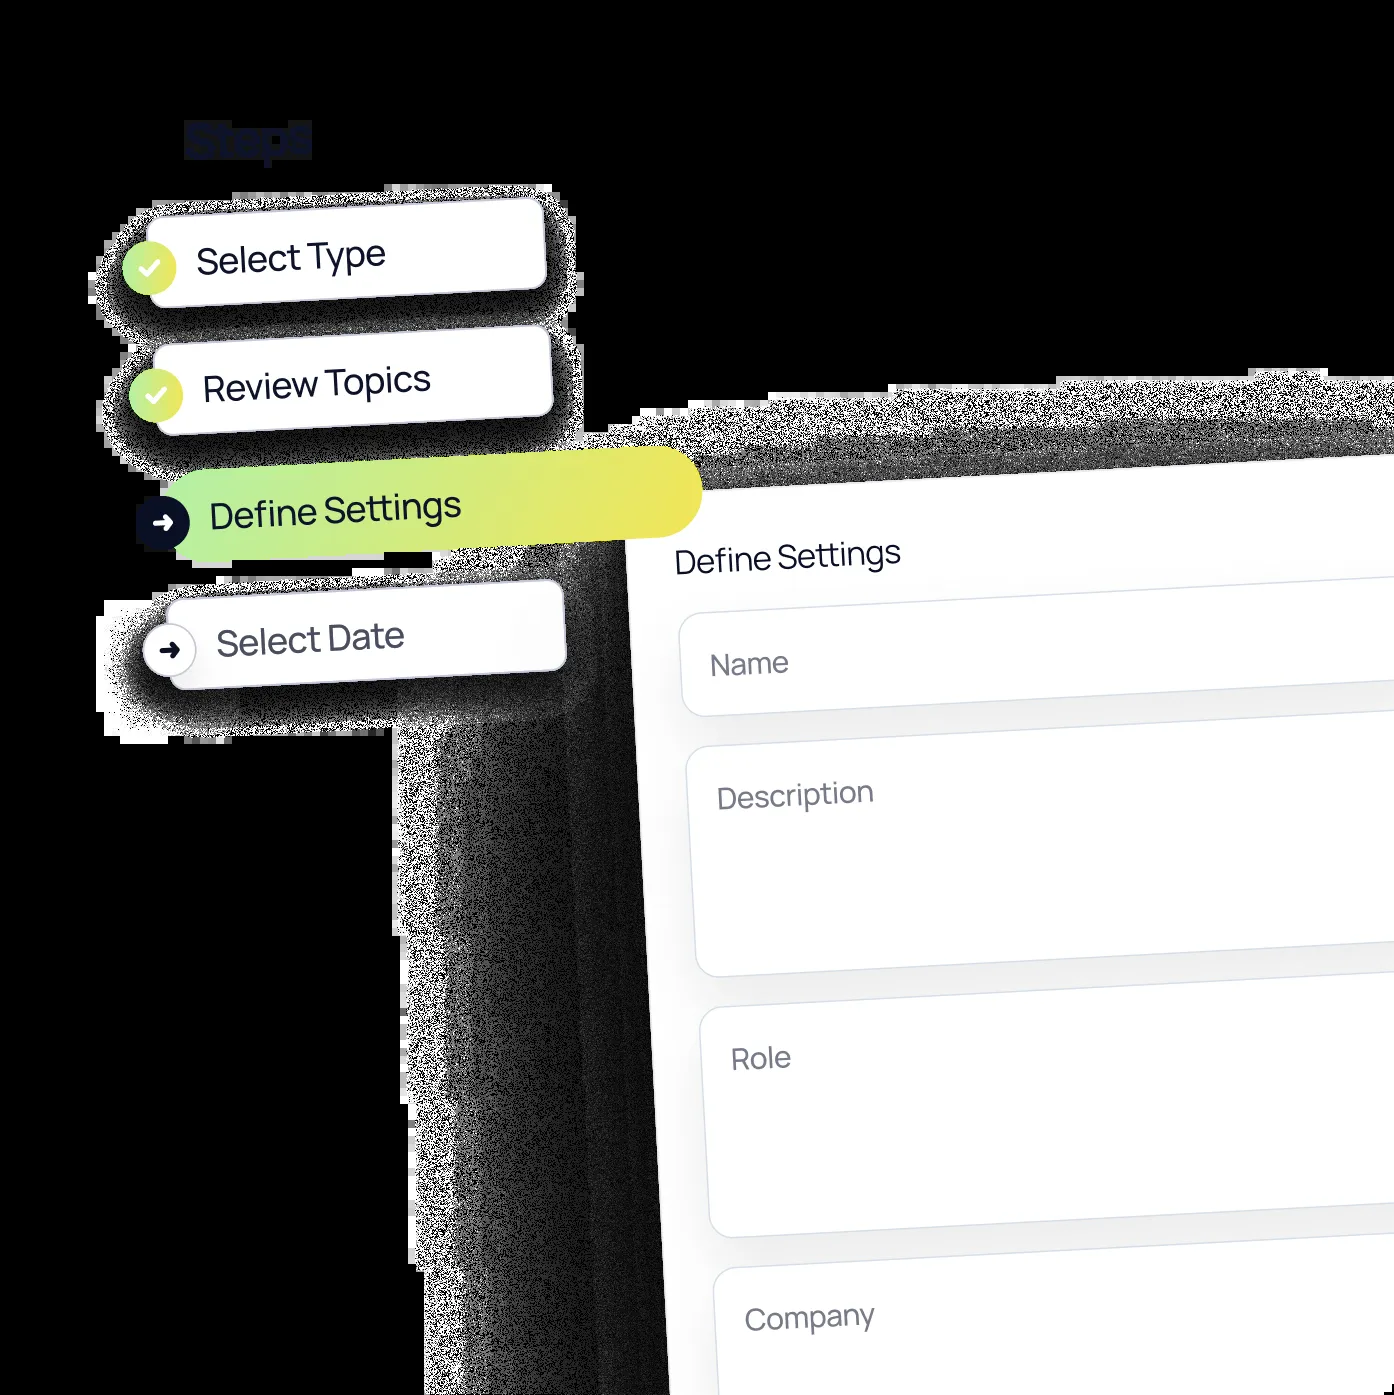 Steps
Select Type
Review Topics
Define Settings
Select Date
Define Settings
Name
Description
Role
Company